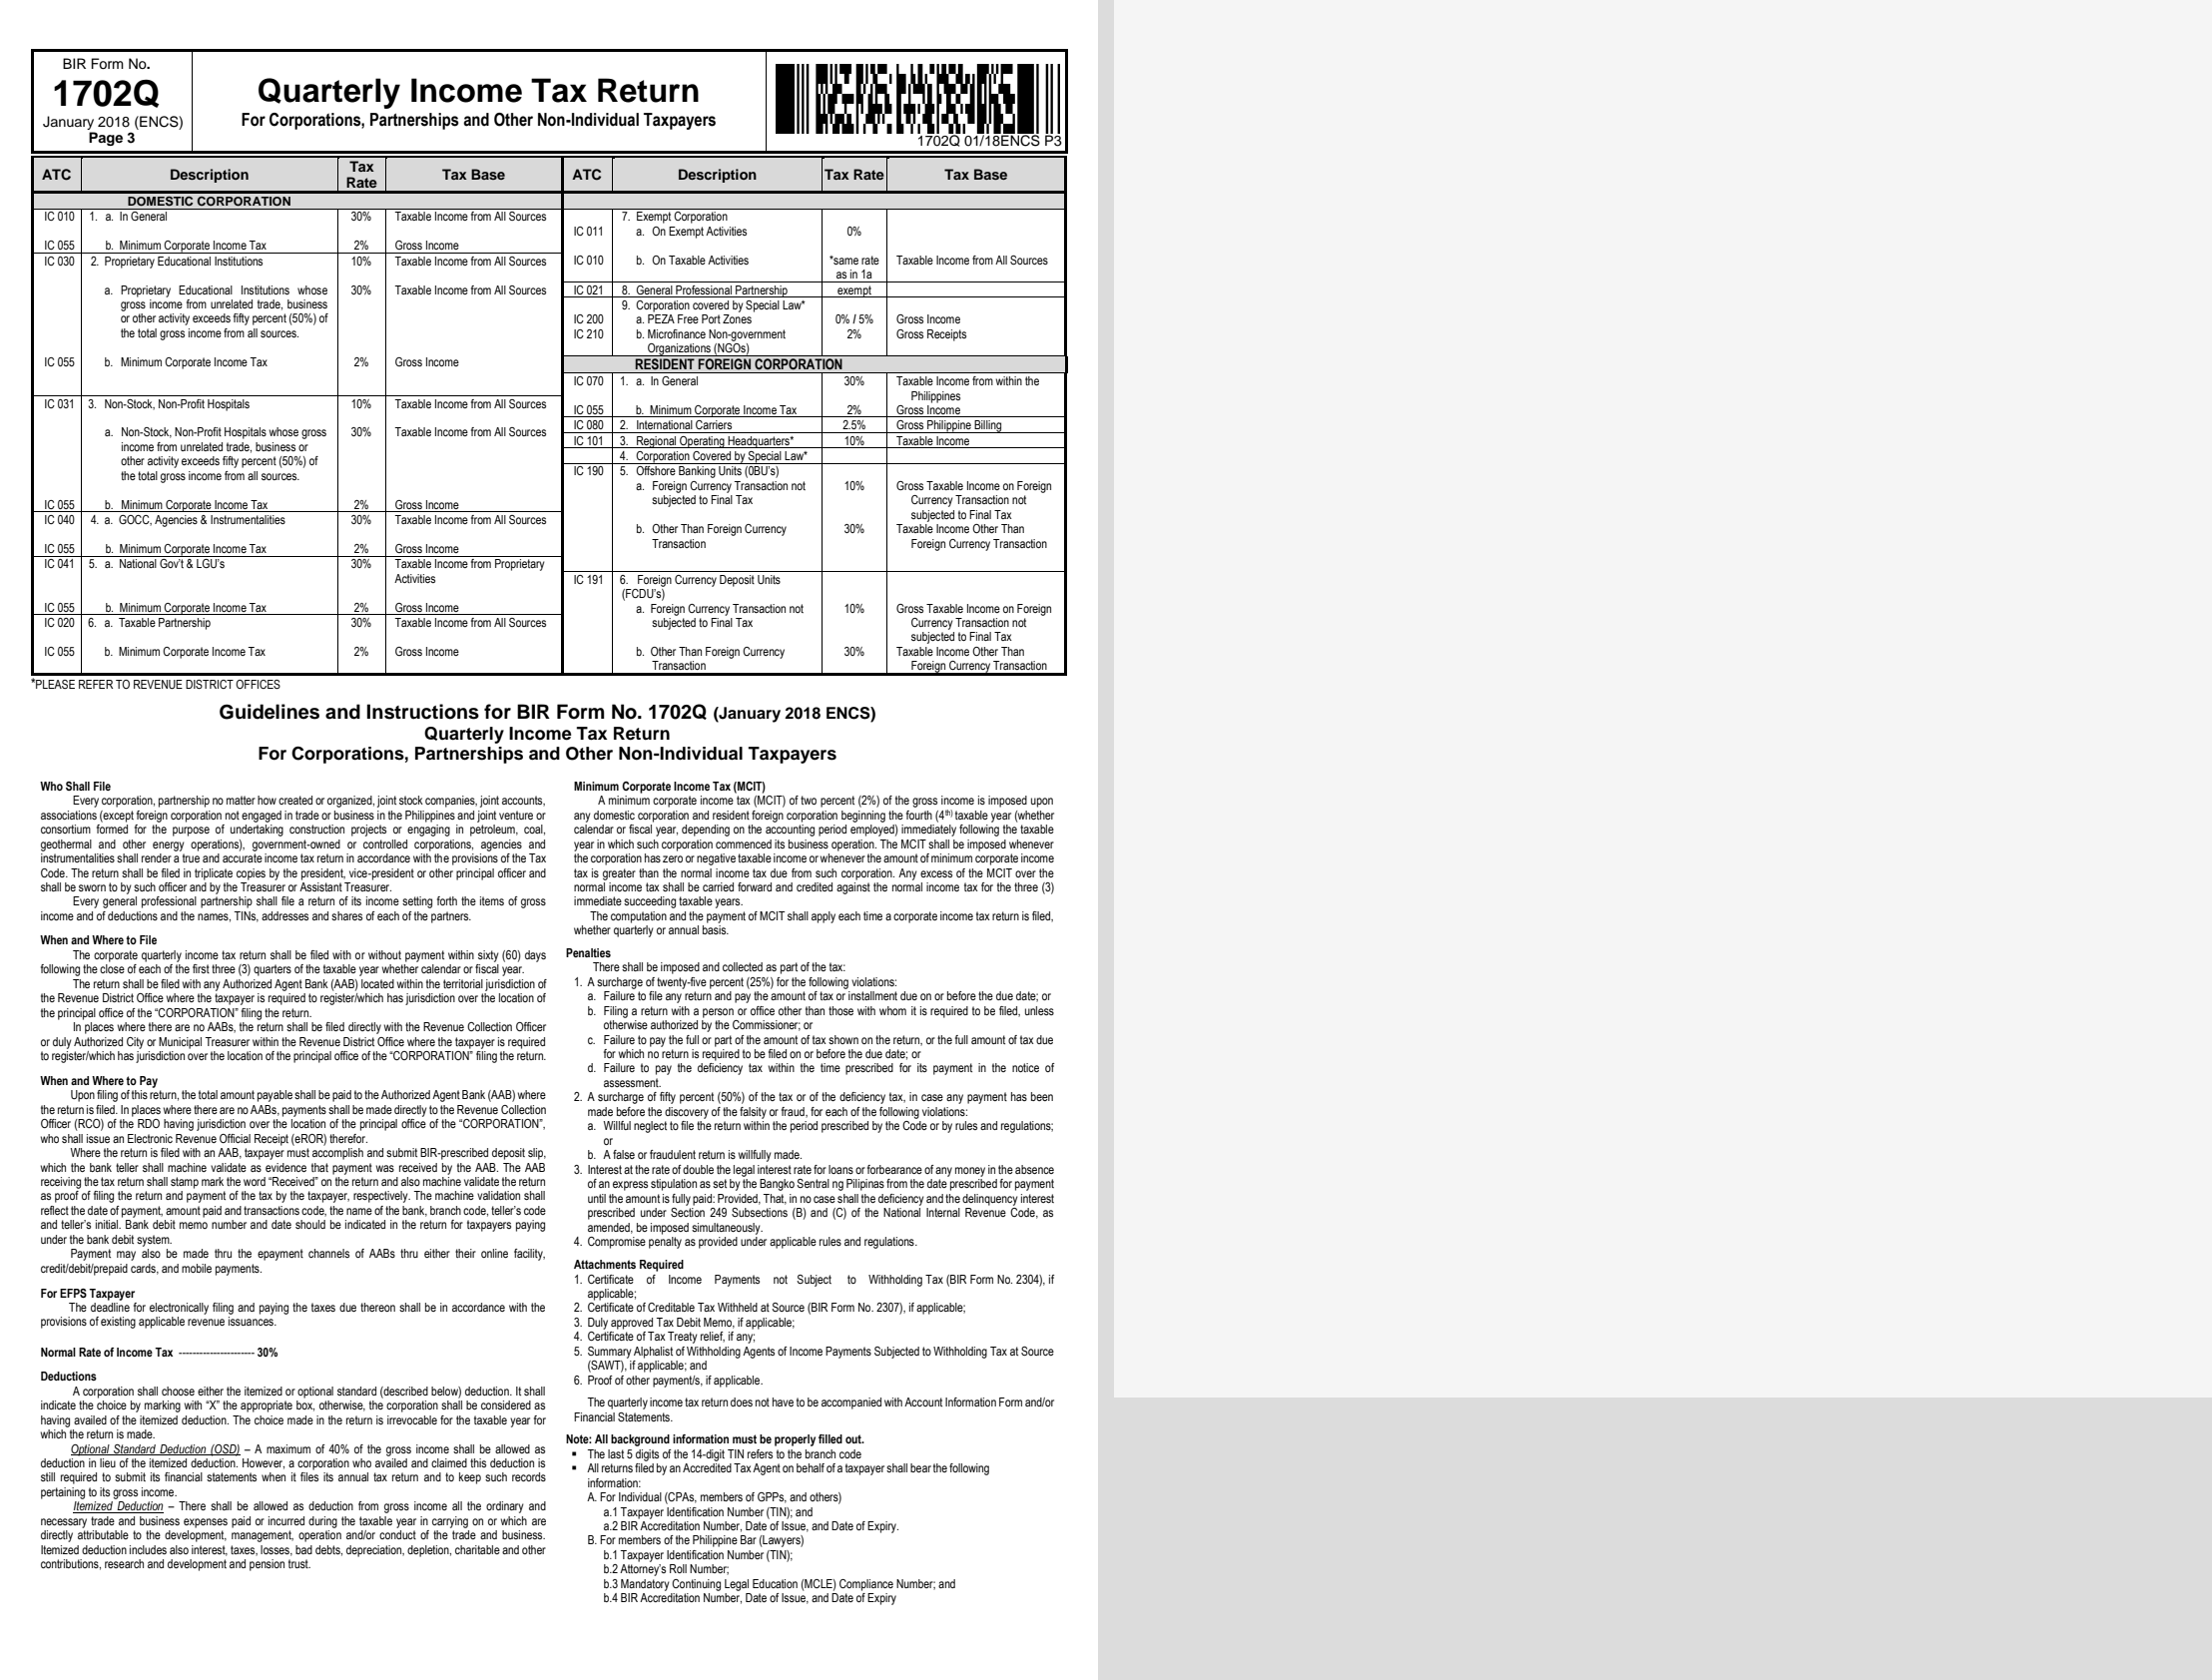 BIR Form No.
1702Q
January 2018 (ENCS)
Page 3
Quarterly Income Tax Return
For Corporations, Partnerships and Other Non-Individual Taxpayers
1702Q 01/18ENCS P3
ATC Description Tax Rate Tax Base
DOMESTIC CORPORATION
IC 010 1. a. In General 30% Taxable Income from All Sources
IC 055 b. Minimum Corporate Income Tax 2% Gross Income
IC 030 2. Proprietary Educational Institutions 10% Taxable Income from All Sources
a. Proprietary Educational Institutions whose 30% Taxable Income from All Sources
gross income from unrelated trade, business
or other activity exceeds fifty percent (50%) of
the total gross income from all sources.
IC 055 b. Minimum Corporate Income Tax 2% Gross Income
IC 031 3. Non-Stock, Non-Profit Hospitals 10% Taxable Income from All Sources
a. Non-Stock, Non-Profit Hospitals whose gross 30% Taxable Income from All Sources
income from unrelated trade, business or
other activity exceeds fifty percent (50%) of
the total gross income from all sources.
IC 055 b. Minimum Corporate Income Tax 2% Gross Income
IC 040 4. a. GOCC, Agencies & Instrumentalities 30% Taxable Income from All Sources
IC 055 b. Minimum Corporate Income Tax 2% Gross Income
IC 041 5. a. National Gov't & LGU's 30% Taxable Income from Proprietary
Activities
IC 055 b. Minimum Corporate Income Tax 2% Gross Income
IC 020 6. a. Taxable Partnership 30% Taxable Income from All Sources
IC 055 b. Minimum Corporate Income Tax 2% Gross Income
ATC Description Tax Rate Tax Base
7. Exempt Corporation
IC 011 a. On Exempt Activities 0%
IC 010 b. On Taxable Activities *same rate Taxable Income from All Sources
as in 1a
IC 021 8. General Professional Partnership exempt
9. Corporation covered by Special Law*
IC 200 a. PEZA Free Port Zones 0% / 5% Gross Income
IC 210 b. Microfinance Non-government 2% Gross Receipts
Organizations (NGOs)
RESIDENT FOREIGN CORPORATION
IC 070 1. a. In General 30% Taxable Income from within the
Philippines
IC 055 b. Minimum Corporate Income Tax 2% Gross Income
IC 080 2. International Carriers 2.5% Gross Philippine Billing
IC 101 3. Regional Operating Headquarters* 10% Taxable Income
4. Corporation Covered by Special Law*
IC 190 5. Offshore Banking Units (0BU's)
a. Foreign Currency Transaction not 10% Gross Taxable Income on Foreign
subjected to Final Tax Currency Transaction not
subjected to Final Tax
b. Other Than Foreign Currency 30% Taxable Income Other Than
Transaction Foreign Currency Transaction
IC 191 6. Foreign Currency Deposit Units
(FCDU's)
a. Foreign Currency Transaction not 10% Gross Taxable Income on Foreign
subjected to Final Tax Currency Transaction not
subjected to Final Tax
b. Other Than Foreign Currency 30% Taxable Income Other Than
Transaction Foreign Currency Transaction
*PLEASE REFER TO REVENUE DISTRICT OFFICES
Guidelines and Instructions for BIR Form No. 1702Q (January 2018 ENCS)
Quarterly Income Tax Return
For Corporations, Partnerships and Other Non-Individual Taxpayers
Who Shall File
Every corporation, partnership no matter how created or organized, joint stock companies, joint accounts,
associations (except foreign corporation not engaged in trade or business in the Philippines and joint venture or
consortium formed for the purpose of undertaking construction projects or engaging in petroleum, coal,
geothermal and other energy operations), government-owned or controlled corporations, agencies and
instrumentalities shall render a true and accurate income tax return in accordance with the provisions of the Tax
Code. The return shall be filed in triplicate copies by the president, vice-president or other principal officer and
shall be sworn to by such officer and by the Treasurer or Assistant Treasurer.
Every general professional partnership shall file a return of its income setting forth the items of gross
income and of deductions and the names, TINs, addresses and shares of each of the partners.
When and Where to File
The corporate quarterly income tax return shall be filed with or without payment within sixty (60) days
following the close of each of the first three (3) quarters of the taxable year whether calendar or fiscal year.
The return shall be filed with any Authorized Agent Bank (AAB) located within the territorial jurisdiction of
the Revenue District Office where the taxpayer is required to register/which has jurisdiction over the location of
the principal office of the “CORPORATION” filing the return.
In places where there are no AABs, the return shall be filed directly with the Revenue Collection Officer
or duly Authorized City or Municipal Treasurer within the Revenue District Office where the taxpayer is required
to register/which has jurisdiction over the location of the principal office of the “CORPORATION” filing the return.
When and Where to Pay
Upon filing of this return, the total amount payable shall be paid to the Authorized Agent Bank (AAB) where
the return is filed. In places where there are no AABs, payments shall be made directly to the Revenue Collection
Officer (RCO) of the RDO having jurisdiction over the location of the principal office of the “CORPORATION”,
who shall issue an Electronic Revenue Official Receipt (eROR) therefor.
Where the return is filed with an AAB, taxpayer must accomplish and submit BIR-prescribed deposit slip,
which the bank teller shall machine validate as evidence that payment was received by the AAB. The AAB
receiving the tax return shall stamp mark the word “Received” on the return and also machine validate the return
as proof of filing the return and payment of the tax by the taxpayer, respectively. The machine validation shall
reflect the date of payment, amount paid and transactions code, the name of the bank, branch code, teller's code
and teller's initial. Bank debit memo number and date should be indicated in the return for taxpayers paying
under the bank debit system.
Payment may also be made thru the epayment channels of AABs thru either their online facility,
credit/debit/prepaid cards, and mobile payments.
For EFPS Taxpayer
The deadline for electronically filing and paying the taxes due thereon shall be in accordance with the
provisions of existing applicable revenue issuances.
Normal Rate of Income Tax ---------------------- 30%
Deductions
A corporation shall choose either the itemized or optional standard (described below) deduction. It shall
indicate the choice by marking with “X” the appropriate box, otherwise, the corporation shall be considered as
having availed of the itemized deduction. The choice made in the return is irrevocable for the taxable year for
which the return is made.
Optional Standard Deduction (OSD) – A maximum of 40% of the gross income shall be allowed as
deduction in lieu of the itemized deduction. However, a corporation who availed and claimed this deduction is
still required to submit its financial statements when it files its annual tax return and to keep such records
pertaining to its gross income.
Itemized Deduction – There shall be allowed as deduction from gross income all the ordinary and
necessary trade and business expenses paid or incurred during the taxable year in carrying on or which are
directly attributable to the development, management, operation and/or conduct of the trade and business.
Itemized deduction includes also interest, taxes, losses, bad debts, depreciation, depletion, charitable and other
contributions, research and development and pension trust.
Minimum Corporate Income Tax (MCIT)
A minimum corporate income tax (MCIT) of two percent (2%) of the gross income is imposed upon
any domestic corporation and resident foreign corporation beginning the fourth (4th) taxable year (whether
calendar or fiscal year, depending on the accounting period employed) immediately following the taxable
year in which such corporation commenced its business operation. The MCIT shall be imposed whenever
the corporation has zero or negative taxable income or whenever the amount of minimum corporate income
tax is greater than the normal income tax due from such corporation. Any excess of the MCIT over the
normal income tax shall be carried forward and credited against the normal income tax for the three (3)
immediate succeeding taxable years.
The computation and the payment of MCIT shall apply each time a corporate income tax return is filed,
whether quarterly or annual basis.
Penalties
There shall be imposed and collected as part of the tax:
1. A surcharge of twenty-five percent (25%) for the following violations:
a. Failure to file any return and pay the amount of tax or installment due on or before the due date; or
b. Filing a return with a person or office other than those with whom it is required to be filed, unless
otherwise authorized by the Commissioner; or
c. Failure to pay the full or part of the amount of tax shown on the return, or the full amount of tax due
for which no return is required to be filed on or before the due date; or
d. Failure to pay the deficiency tax within the time prescribed for its payment in the notice of
assessment.
2. A surcharge of fifty percent (50%) of the tax or of the deficiency tax, in case any payment has been
made before the discovery of the falsity or fraud, for each of the following violations:
a. Willful neglect to file the return within the period prescribed by the Code or by rules and regulations;
or
b. A false or fraudulent return is willfully made.
3. Interest at the rate of double the legal interest rate for loans or forbearance of any money in the absence
of an express stipulation as set by the Bangko Sentral ng Pilipinas from the date prescribed for payment
until the amount is fully paid: Provided, That, in no case shall the deficiency and the delinquency interest
prescribed under Section 249 Subsections (B) and (C) of the National Internal Revenue Code, as
amended, be imposed simultaneously.
4. Compromise penalty as provided under applicable rules and regulations.
Attachments Required
1. Certificate of Income Payments not Subject to Withholding Tax (BIR Form No. 2304), if
applicable;
2. Certificate of Creditable Tax Withheld at Source (BIR Form No. 2307), if applicable;
3. Duly approved Tax Debit Memo, if applicable;
4. Certificate of Tax Treaty relief, if any;
5. Summary Alphalist of Withholding Agents of Income Payments Subjected to Withholding Tax at Source
(SAWT), if applicable; and
6. Proof of other payment/s, if applicable.
The quarterly income tax return does not have to be accompanied with Account Information Form and/or
Financial Statements.
Note: All background information must be properly filled out.
▪ The last 5 digits of the 14-digit TIN refers to the branch code
▪ All returns filed by an Accredited Tax Agent on behalf of a taxpayer shall bear the following
information:
A. For Individual (CPAs, members of GPPs, and others)
a.1 Taxpayer Identification Number (TIN); and
a.2 BIR Accreditation Number, Date of Issue, and Date of Expiry.
B. For members of the Philippine Bar (Lawyers)
b.1 Taxpayer Identification Number (TIN);
b.2 Attorney's Roll Number;
b.3 Mandatory Continuing Legal Education (MCLE) Compliance Number; and
b.4 BIR Accreditation Number, Date of Issue, and Date of Expiry